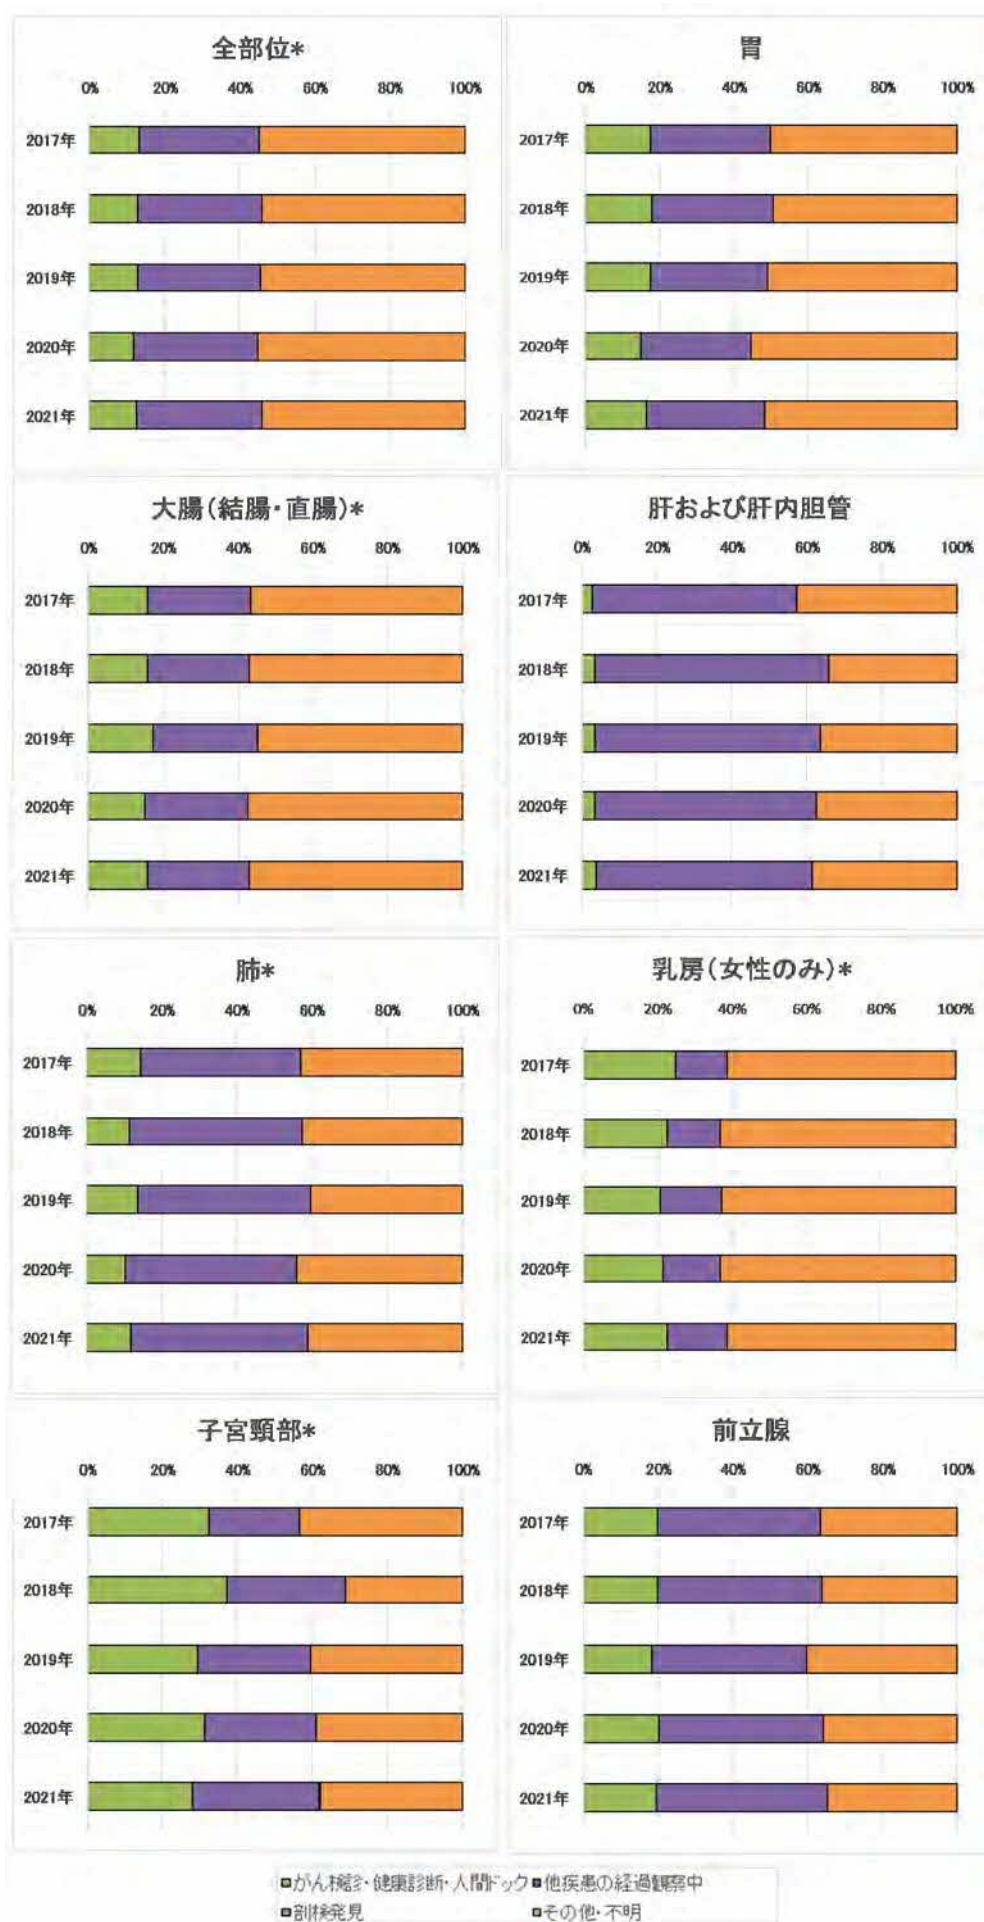 全部位*
0% 20% 40% 60% 80% 100%
2017年
2018年
2019年
2020年
2021年
胃
0% 20% 40% 60% 80% 100%
2017年
2018年
2019年
2020年
2021年
大腸(結腸・直腸)*
0% 20% 40% 60% 80% 100%
2017年
2018年
2019年
2020年
2021年
肝および肝内胆管
0% 20% 40% 60% 80% 100%
2017年
2018年
2019年
2020年
2021年
肺*
0% 20% 40% 60% 80% 100%
2017年
2018年
2019年
2020年
2021年
乳房(女性のみ)*
0% 20% 40% 60% 80% 100%
2017年
2018年
2019年
2020年
2021年
子宮頸部*
0% 20% 40% 60% 80% 100%
2017年
2018年
2019年
2020年
2021年
前立腺
0% 20% 40% 60% 80% 100%
2017年
2018年
2019年
2020年
2021年
がん検診・健康診断・人間ドック 他疾患の経過観察中
剖検発見 その他・不明